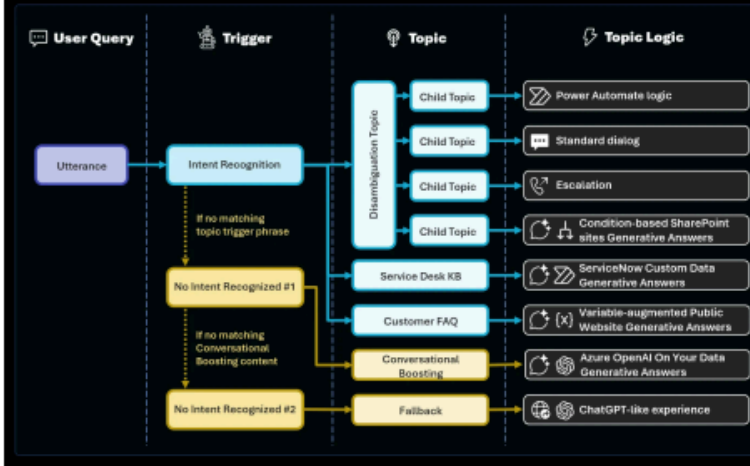 User Query
Trigger
Topic
Topic Logic
Utterance
Intent Recognition
If no matching
topic trigger phrase
No Intent Recognized #1
If no matching
Conversational
Boosting content
No Intent Recognized #2
Disambiguation Topic
Child Topic
Child Topic
Child Topic
Child Topic
Service Desk KB
Customer FAQ
Conversational
Boosting
Fallback
Power Automate logic
Standard dialog
Escalation
Condition-based SharePoint
sites Generative Answers
ServiceNow Custom Data
Generative Answers
{x}
Variable-augmented Public
Website Generative Answers
Azure OpenAI On Your Data
Generative Answers
ChatGPT-like experience